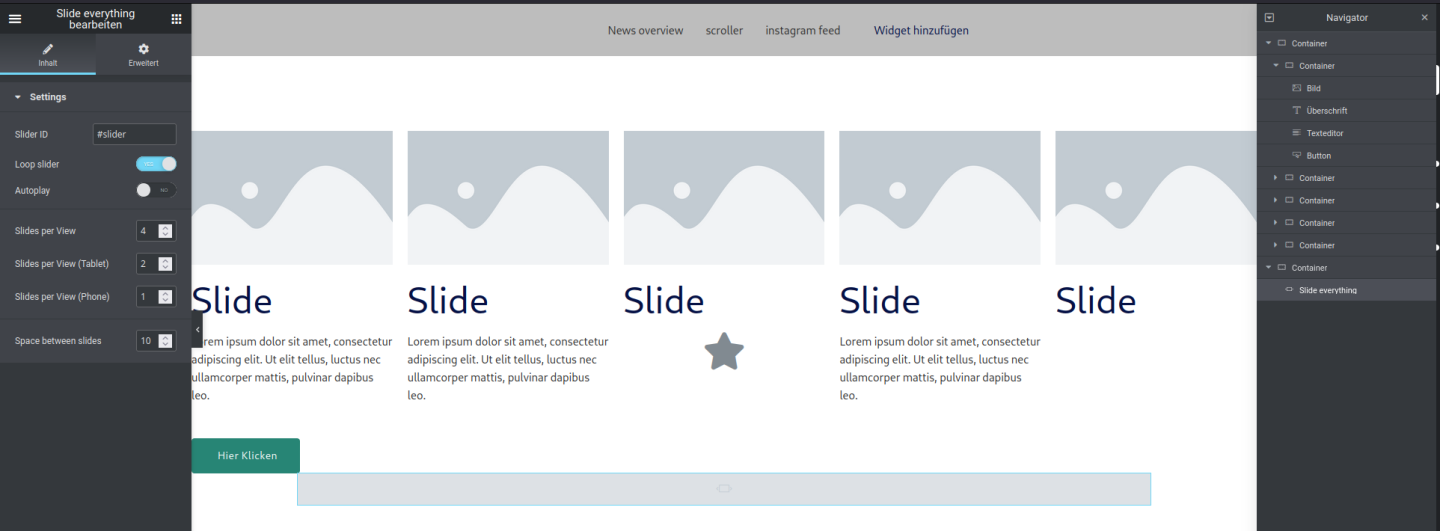 Slide everything
bearbeiten
Inhalt
Erweitert
Settings
Slider ID
#slider
Loop slider
YES
Autoplay
NO
Slides per View
4
Slides per View (Tablet)
2
Slides per View (Phone)
1
Space between slides
10
News overview
scroller
instagram feed
Widget hinzufügen
Slide
Slide
Slide
Slide
Slide
Lorem ipsum dolor sit amet, consectetur
adipiscing elit. Ut elit tellus, luctus nec
ullamcorper mattis, pulvinar dapibus
leo.
Lorem ipsum dolor sit amet, consectetur
adipiscing elit. Ut elit tellus, luctus nec
ullamcorper mattis, pulvinar dapibus
leo.
Lorem ipsum dolor sit amet, consectetur
adipiscing elit. Ut elit tellus, luctus nec
ullamcorper mattis, pulvinar dapibus
leo.
Hier Klicken
Navigator
Container
Container
Bild
Überschrift
Texteditor
Button
Container
Container
Container
Container
Container
Slide everything